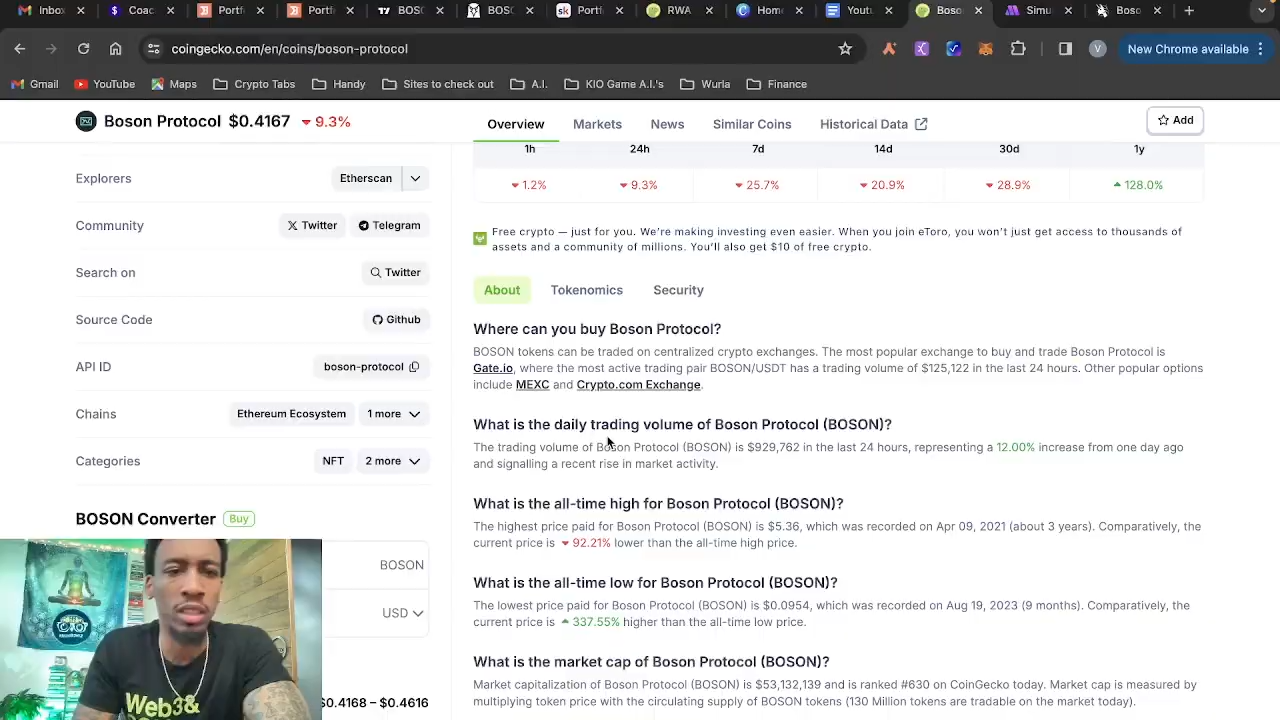 Inbox
Coac
Portf
Portf
BOSO
BOSO
Portf
RWA
Home
Youtu
Boso
Simu
Boso
coingecko.com/en/coins/boson-protocol
New Chrome available
Gmail
YouTube
Maps
Crypto Tabs
Handy
Sites to check out
A.I.
KIO Game A.I.'s
Wurla
Finance
Boson Protocol $0.4167 9.3%
Overview
Markets
News
Similar Coins
Historical Data
Add
1h 24h 7d 14d 30d 1y
1.2% 9.3% 25.7% 20.9% 28.9% 128.0%
Explorers
Etherscan
Community
Twitter
Telegram
Search on
Twitter
Source Code
Github
API ID
boson-protocol
Chains
Ethereum Ecosystem
1 more
Categories
NFT
2 more
BOSON Converter Buy
BOSON
USD
$0.4168 – $0.4616
Free crypto — just for you. We're making investing even easier. When you join eToro, you won't just get access to thousands of
assets and a community of millions. You'll also get $10 of free crypto.
About
Tokenomics
Security
Where can you buy Boson Protocol?
BOSON tokens can be traded on centralized crypto exchanges. The most popular exchange to buy and trade Boson Protocol is
Gate.io, where the most active trading pair BOSON/USDT has a trading volume of $125,122 in the last 24 hours. Other popular options
include MEXC and Crypto.com Exchange.
What is the daily trading volume of Boson Protocol (BOSON)?
The trading volume of Boson Protocol (BOSON) is $929,762 in the last 24 hours, representing a 12.00% increase from one day ago
and signalling a recent rise in market activity.
What is the all-time high for Boson Protocol (BOSON)?
The highest price paid for Boson Protocol (BOSON) is $5.36, which was recorded on Apr 09, 2021 (about 3 years). Comparatively, the
current price is 92.21% lower than the all-time high price.
What is the all-time low for Boson Protocol (BOSON)?
The lowest price paid for Boson Protocol (BOSON) is $0.0954, which was recorded on Aug 19, 2023 (9 months). Comparatively, the
current price is 337.55% higher than the all-time low price.
What is the market cap of Boson Protocol (BOSON)?
Market capitalization of Boson Protocol (BOSON) is $53,132,139 and is ranked #630 on CoinGecko today. Market cap is measured by
multiplying token price with the circulating supply of BOSON tokens (130 Million tokens are tradable on the market today).
Web3&